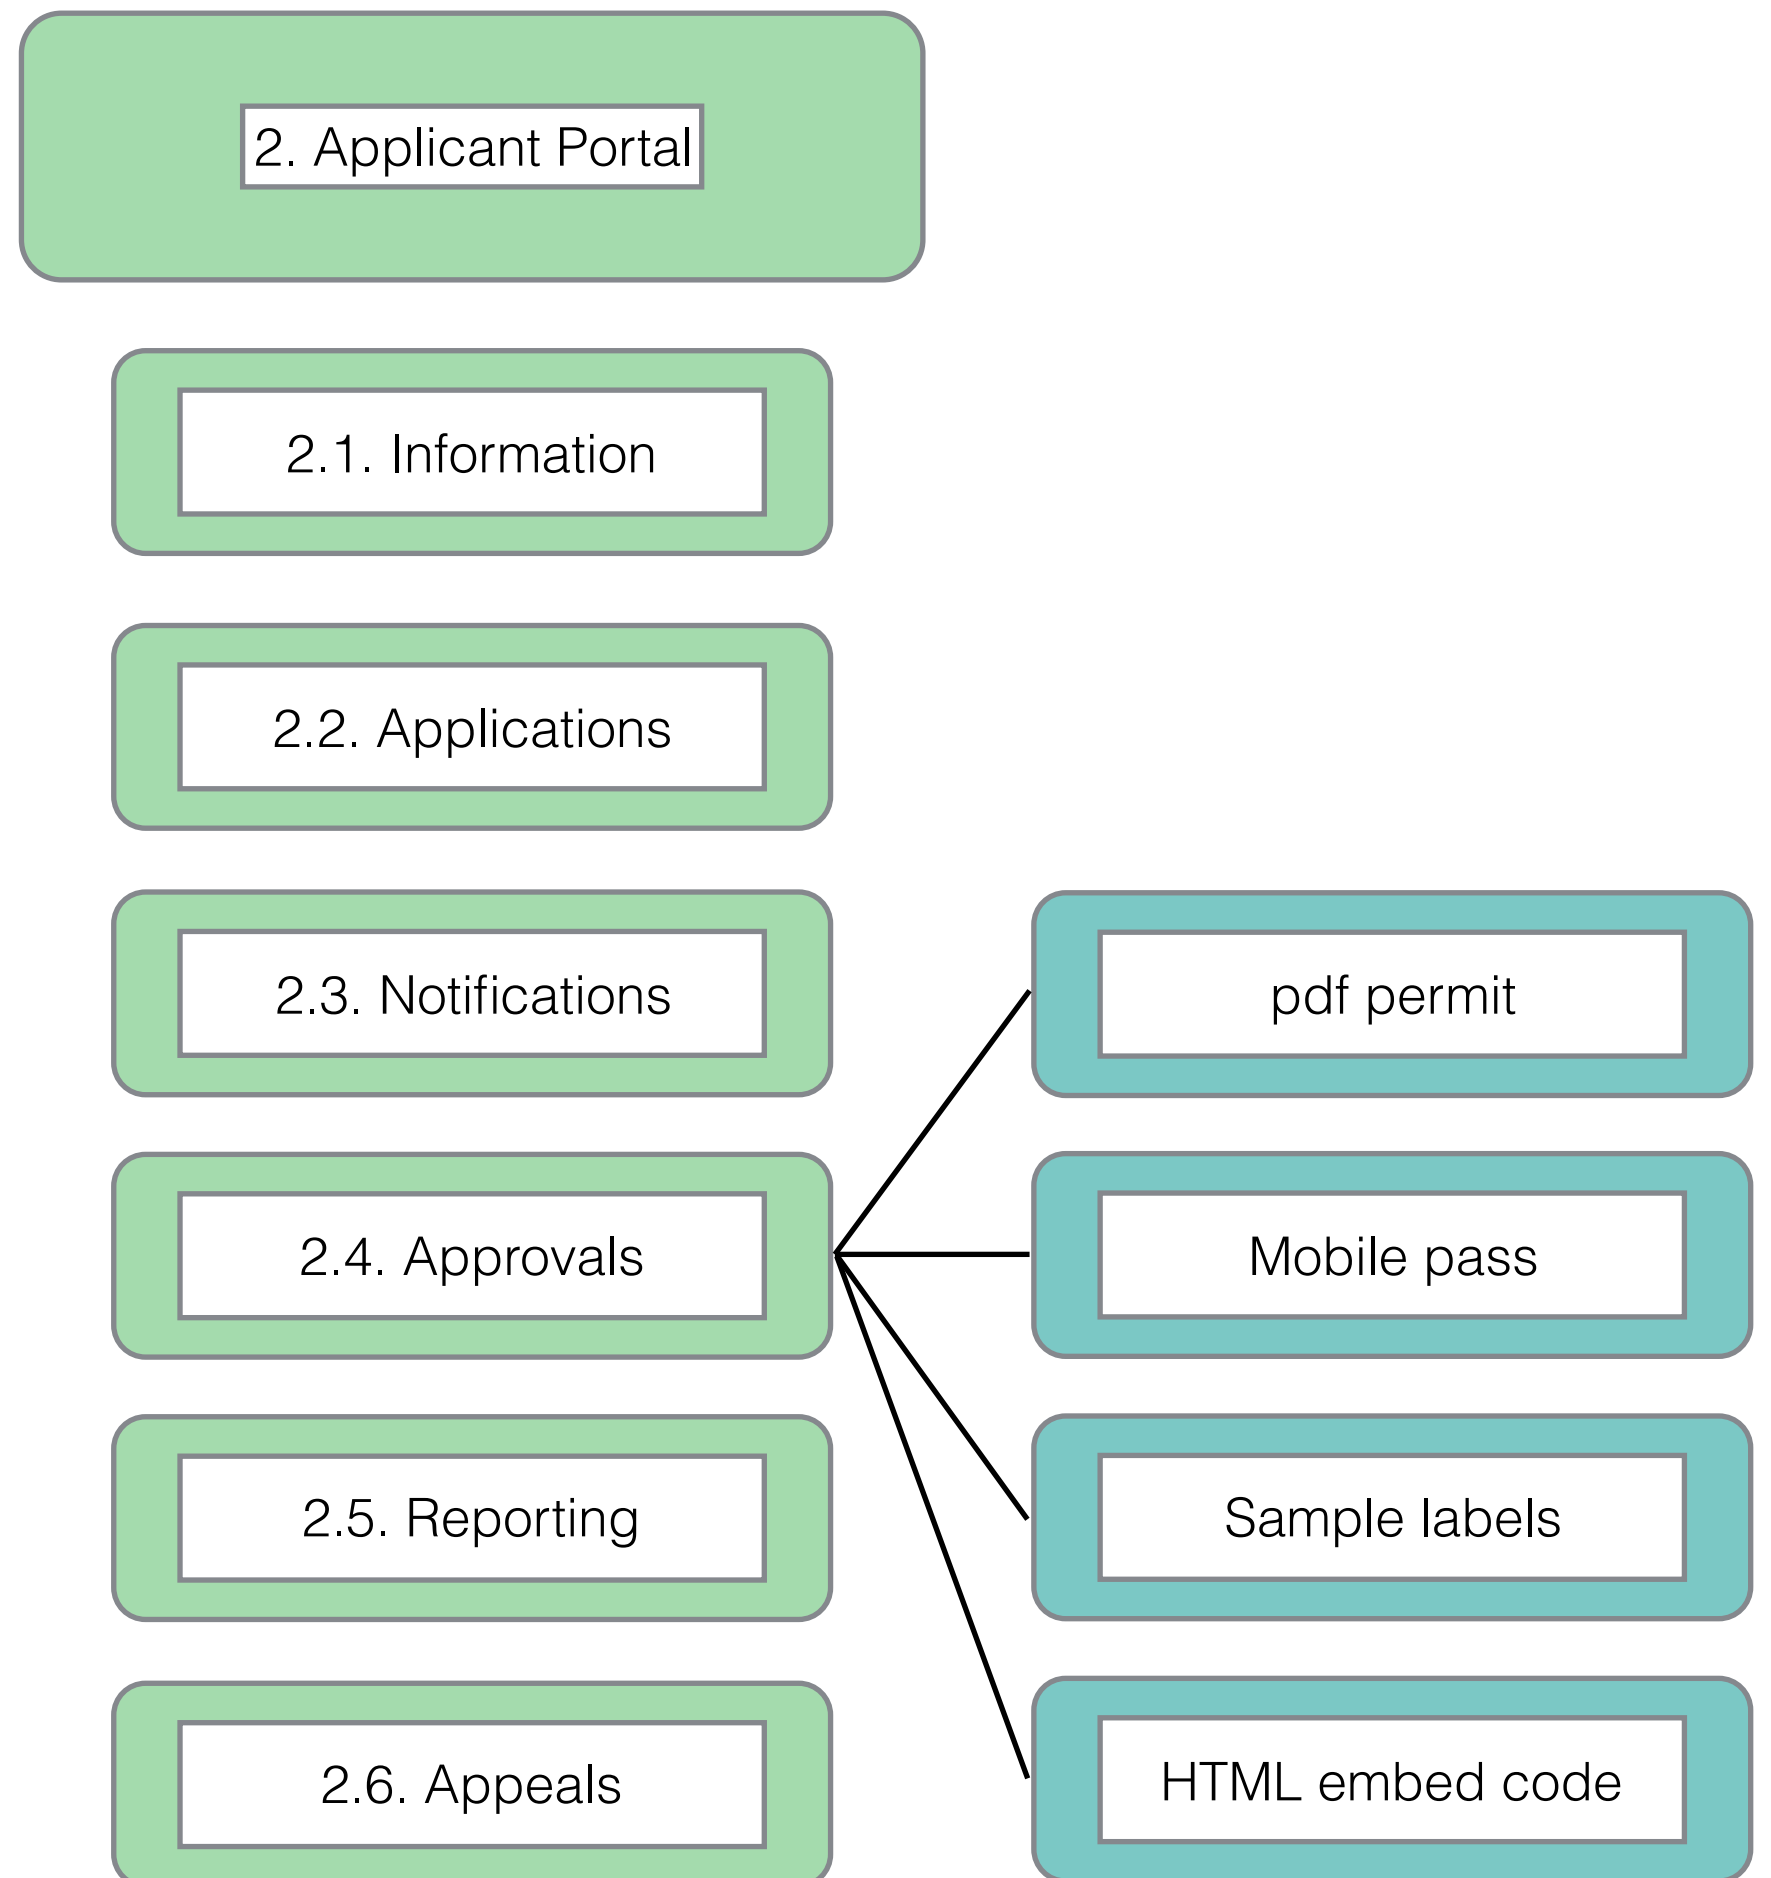 2. Applicant Portal
2.1. Information
2.2. Applications
2.3. Notifications
2.4. Approvals
2.5. Reporting
2.6. Appeals
pdf permit
Mobile pass
Sample labels
HTML embed code